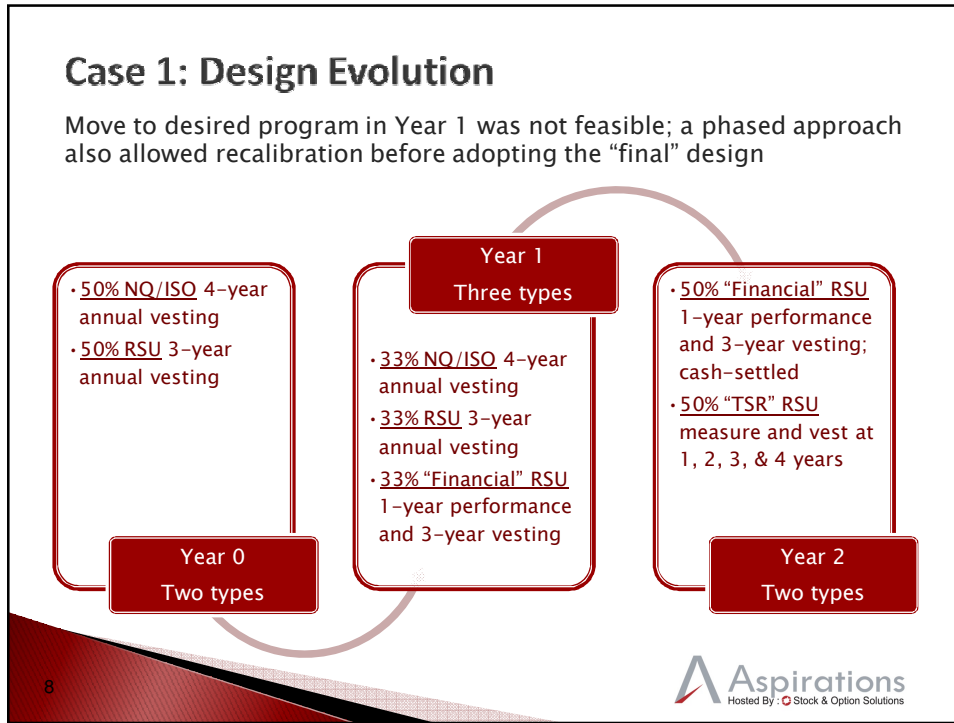 Case 1: Design Evolution
Move to desired program in Year 1 was not feasible; a phased approach
also allowed recalibration before adopting the “final” design
• 50% NQ/ISO 4-year
annual vesting
• 50% RSU 3-year
annual vesting
Year 0
Two types
Year 1
Three types
• 33% NQ/ISO 4-year
annual vesting
• 33% RSU 3-year
annual vesting
• 33% “Financial” RSU
1-year performance
and 3-year vesting
• 50% “Financial” RSU
1-year performance
and 3-year vesting;
cash-settled
• 50% “TSR” RSU
measure and vest at
1, 2, 3, & 4 years
Year 2
Two types
8
Aspirations
Hosted By : Stock & Option Solutions